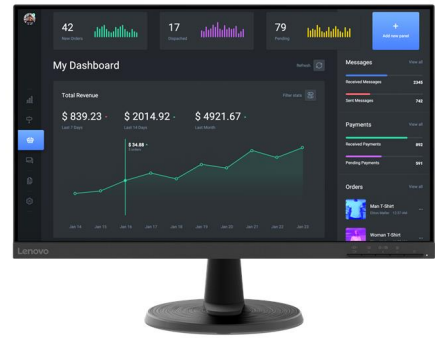 42
New Orders
17
Dispatched
79
Pending
+
Add new panel
My Dashboard
Refresh
Messages
View all
Received Messages
2345
Sent Messages
742
Total Revenue
Filter stats
$ 839.23
Last 7 Days
$ 2014.92
Last 14 Days
$ 4921.67
Last Month
$ 34.88
Payments
View all
Received Payments
892
Pending Payments
391
Jan 14
Jan 15
Jan 16
Jan 17
Jan 18
Jan 19
Jan 20
Jan 21
Jan 22
Jan 23
Orders
View all
Man T-Shirt
Woman T-Shirt
Lenovo